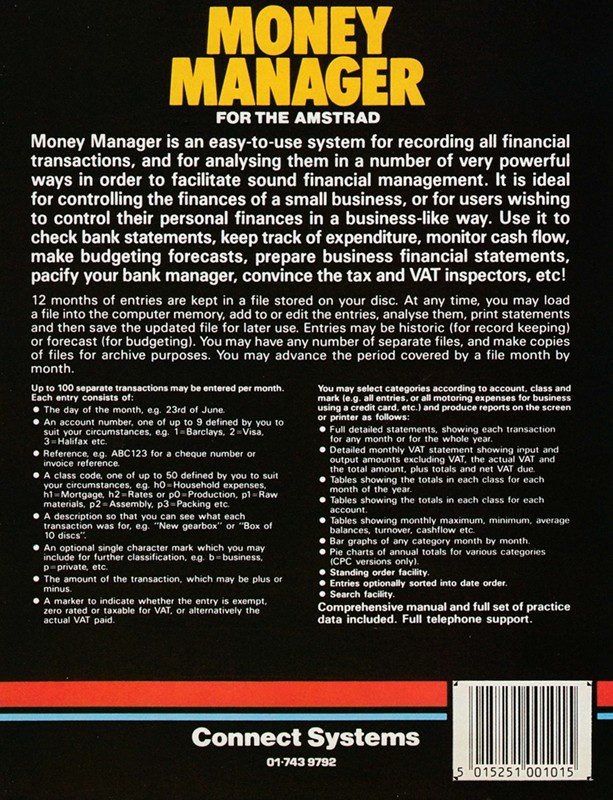 MONEY
MANAGER
FOR THE AMSTRAD
Money Manager is an easy-to-use system for recording all financial
transactions, and for analysing them in a number of very powerful
ways in order to facilitate sound financial management. It is ideal
for controlling the finances of a small business, or for users wishing
to control their personal finances in a business-like way. Use it to
check bank statements, keep track of expenditure, monitor cash flow,
make budgeting forecasts, prepare business financial statements,
pacify your bank manager, convince the tax and VAT inspectors, etc!
12 months of entries are kept in a file stored on your disc. At any time, you may load
a file into the computer memory, add to or edit the entries, analyse them, print statements
and then save the updated file for later use. Entries may be historic (for record keeping)
or forecast (for budgeting). You may have any number of separate files, and make copies
of files for archive purposes. You may advance the period covered by a file month by
month.
Up to 100 separate transactions may be entered per month.
Each entry consists of:
● The day of the month, e.g. 23rd of June.
● An account number, one of up to 9 defined by you to
suit your circumstances, e.g. 1=Barclays, 2=Visa,
3=Halifax etc.
● Reference, e.g. ABC123 for a cheque number or
invoice reference.
● A class code, one of up to 50 defined by you to suit
your circumstances, e.g. h0=Household expenses,
h1=Mortgage, h2=Rates or p0=Production, p1=Raw
materials, p2=Assembly, p3=Packing etc.
● A description so that you can see what each
transaction was for, e.g. "New gearbox" or "Box of
10 discs".
● An optional single character mark which you may
include for further classification, e.g. b=business,
p=private, etc.
● The amount of the transaction, which may be plus or
minus.
● A marker to indicate whether the entry is exempt,
zero rated or taxable for VAT, or alternatively the
actual VAT paid.
You may select categories according to account, class and
mark (e.g. all entries, or all motoring expenses for business
using a credit card, etc.) and produce reports on the screen
or printer as follows:
● Full detailed statements, showing each transaction
for any month or for the whole year.
● Detailed monthly VAT statement showing input and
output amounts excluding VAT, the actual VAT and
the total amount, plus totals and net VAT due.
● Tables showing the totals in each class for each
month of the year.
● Tables showing the totals in each class for each
account.
● Tables showing monthly maximum, minimum, average
balances, turnover, cashflow etc.
● Bar graphs of any category month by month.
● Pie charts of annual totals for various categories
(CPC versions only).
● Standing order facility.
● Entries optionally sorted into date order.
● Search facility.
Comprehensive manual and full set of practice
data included. Full telephone support.
Connect Systems
01-743 9792
5 015251 001015